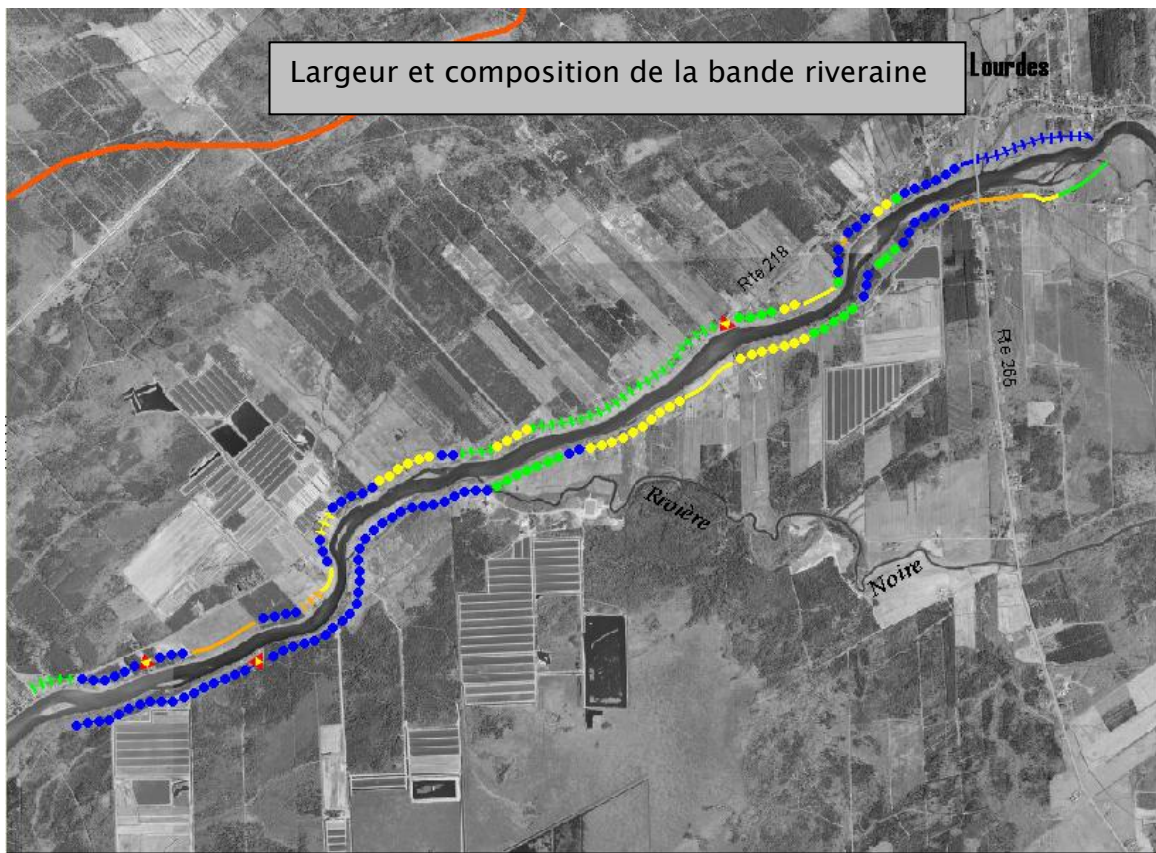 Largeur et composition de la bande riveraine
Lourdes
Rte 218
Rte 265
Rivière
Noire